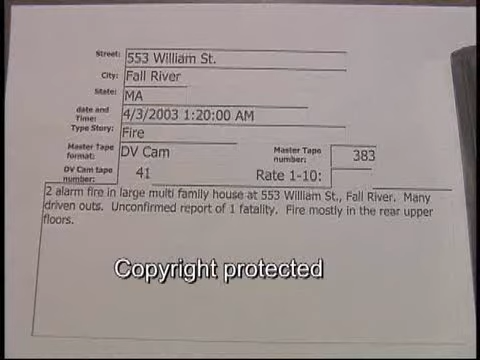 Street: 553 William St.
City: Fall River
State: MA
date and Time: 4/3/2003 1:20:00 AM
Type Story: Fire
Master Tape format: DV Cam Master Tape number: 383
DV Cam tape number: 41 Rate 1-10:
2 alarm fire in large multi family house at 553 William St., Fall River. Many
driven outs. Unconfirmed report of 1 fatality. Fire mostly in the rear upper
floors.
Copyright protected